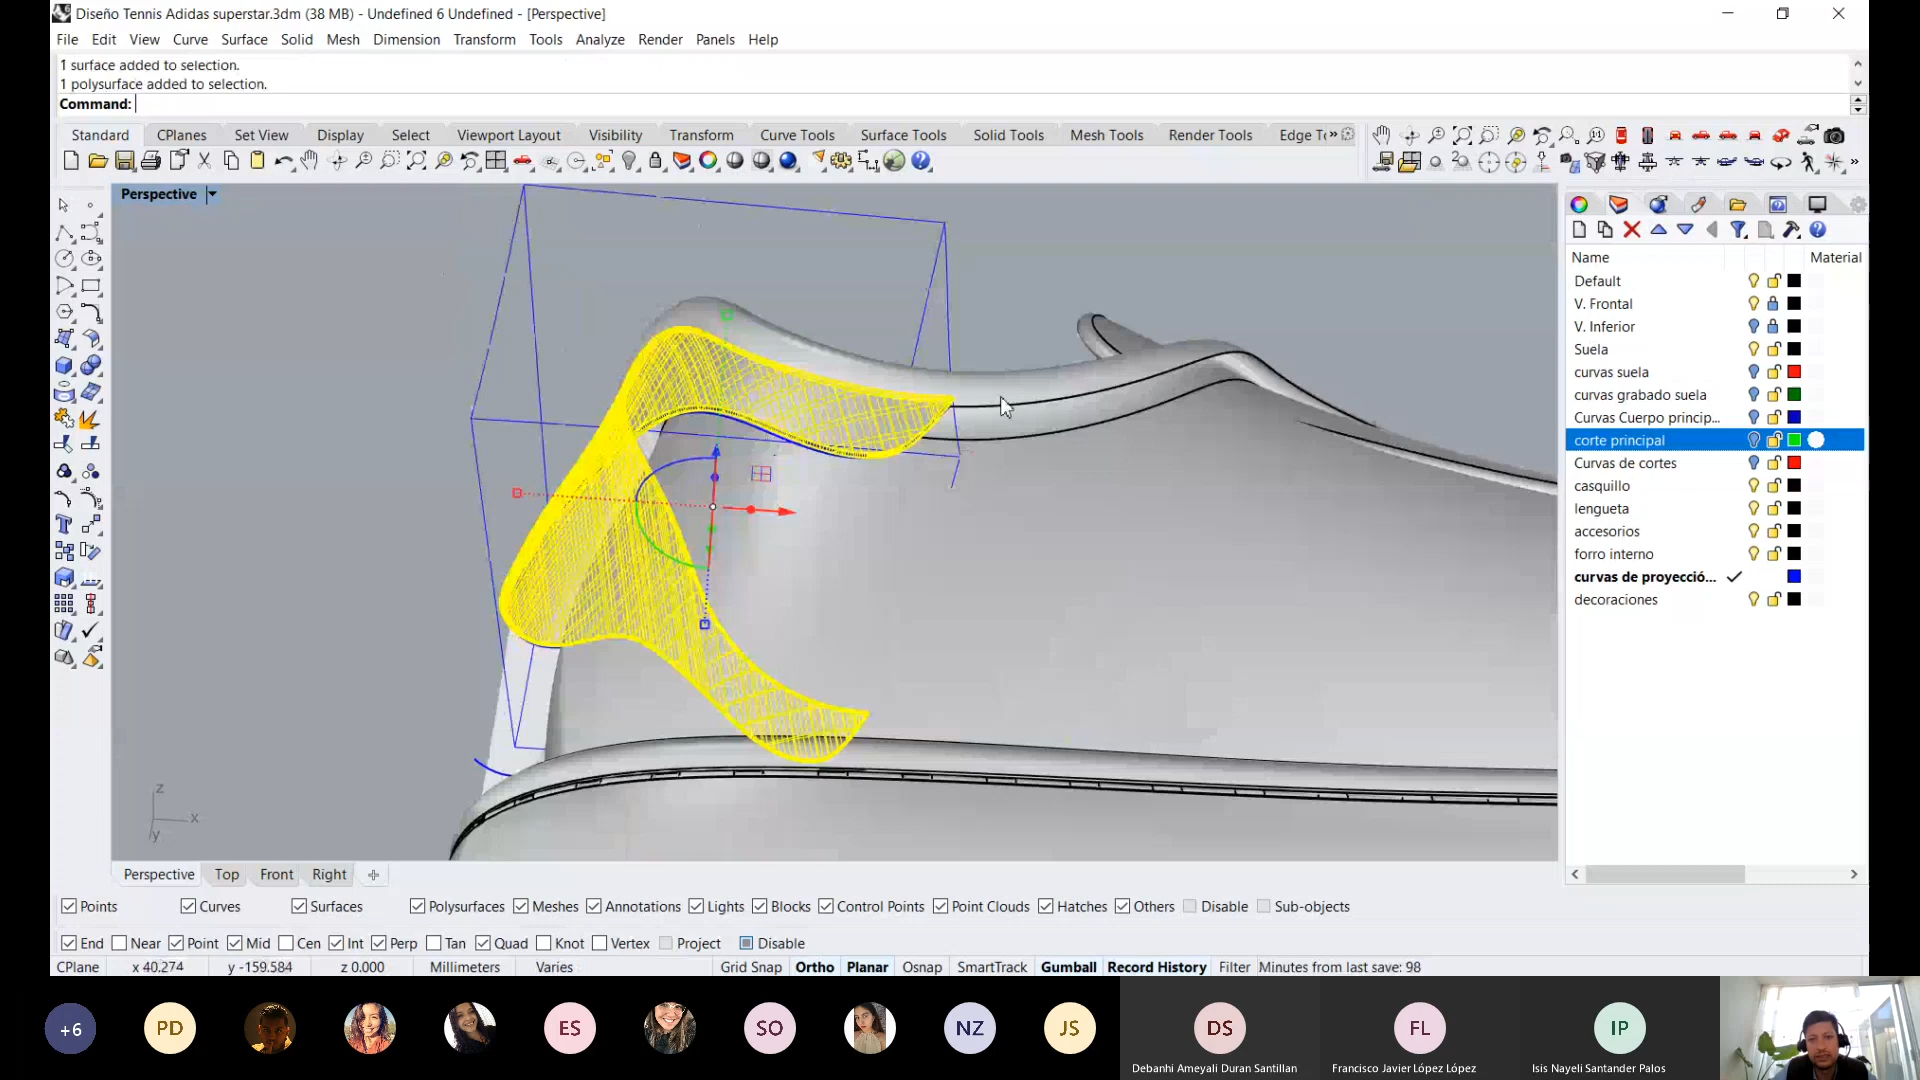 Diseño Tennis Adidas superstar.3dm (38 MB) - Undefined 6 Undefined - [Perspective]
File Edit View Curve Surface Solid Mesh Dimension Transform Tools Analyze Render Panels Help
1 surface added to selection.
1 polysurface added to selection.
Command:
Standard CPlanes Set View Display Select Viewport Layout Visibility Transform Curve Tools Surface Tools Solid Tools Mesh Tools Render Tools Edge To
Perspective
Name Material
Default
V. Frontal
V. Inferior
Suela
curvas suela
curvas grabado suela
Curvas Cuerpo princip...
corte principal
Curvas de cortes
casquillo
lengueta
accesorios
forro interno
curvas de proyecció...
decoraciones
z
x
y
Perspective Top Front Right
Points Curves Surfaces Polysurfaces Meshes Annotations Lights Blocks Control Points Point Clouds Hatches Others Disable Sub-objects
End Near Point Mid Cen Int Perp Tan Quad Knot Vertex Project Disable
CPlane x 40.274 y -159.584 z 0.000 Millimeters Varies Grid Snap Ortho Planar Osnap SmartTrack Gumball Record History Filter Minutes from last save: 98
+6 PD ES SO NZ JS DS FL IP
Debanhi Ameyali Duran Santillan Francisco Javier López López Isis Nayeli Santander Palos